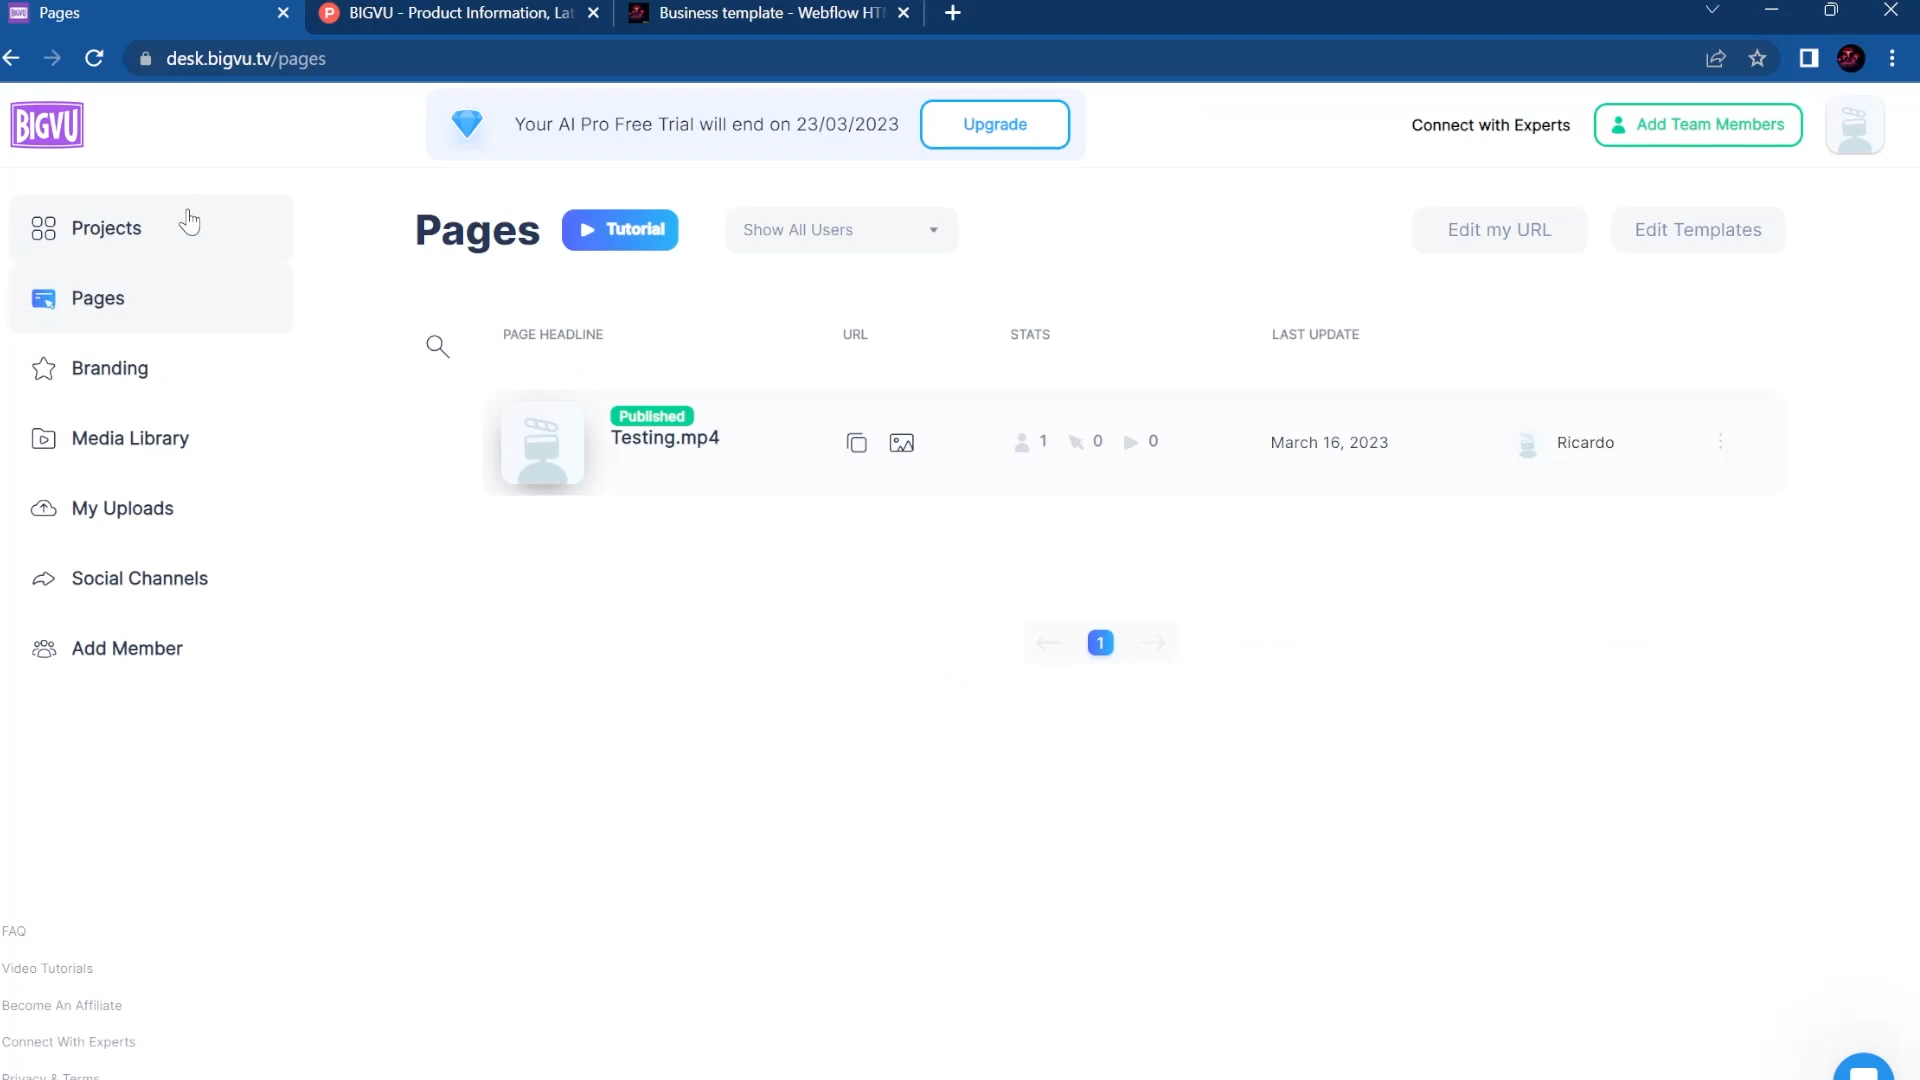 BIGVU Pages
BIGVU - Product Information, Lat
Business template - Webflow HT
desk.bigvu.tv/pages
BIGVU
Your AI Pro Free Trial will end on 23/03/2023
Upgrade
Connect with Experts
Add Team Members
Projects
Pages
Branding
Media Library
My Uploads
Social Channels
Add Member
Pages
Tutorial
Show All Users
Edit my URL
Edit Templates
PAGE HEADLINE
URL
STATS
LAST UPDATE
Published
Testing.mp4
1 0 0
March 16, 2023
Ricardo
1
FAQ
Video Tutorials
Become An Affiliate
Connect With Experts
Privacy & Terms